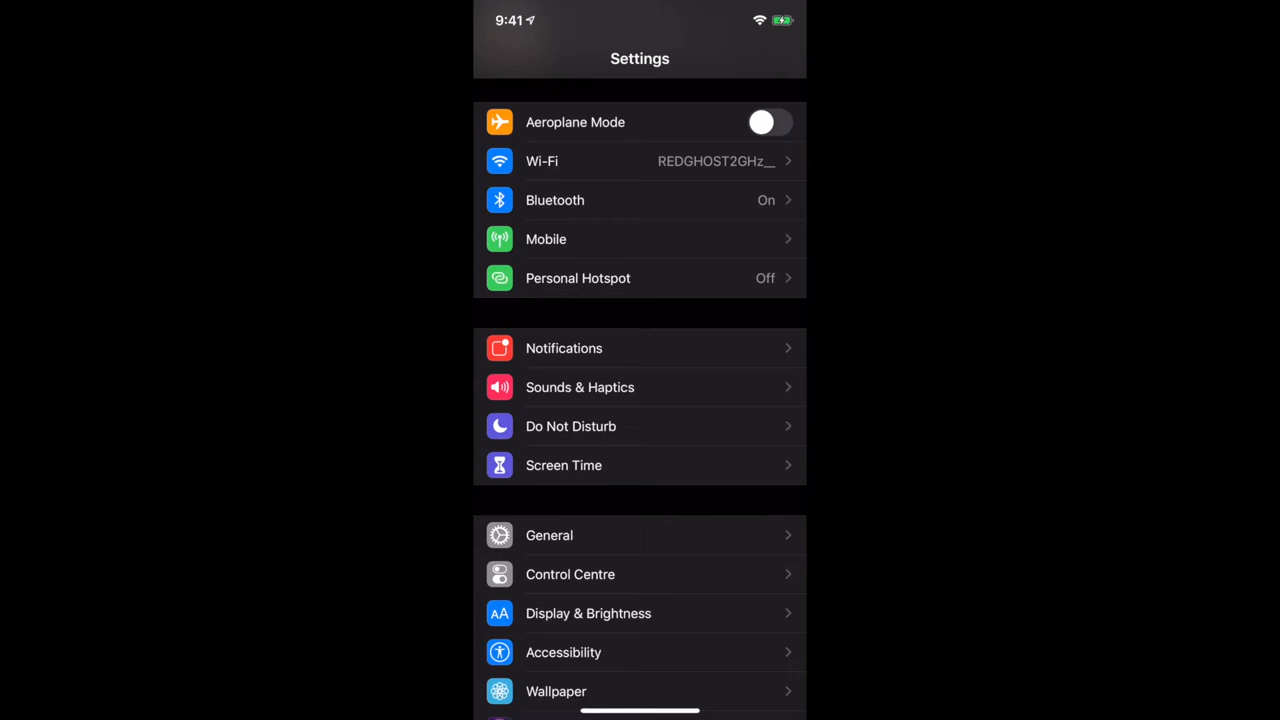 9:41
Settings
Aeroplane Mode
Wi-Fi REDGHOST2GHz__
Bluetooth On
Mobile
Personal Hotspot Off
Notifications
Sounds & Haptics
Do Not Disturb
Screen Time
General
Control Centre
AA Display & Brightness
Accessibility
Wallpaper